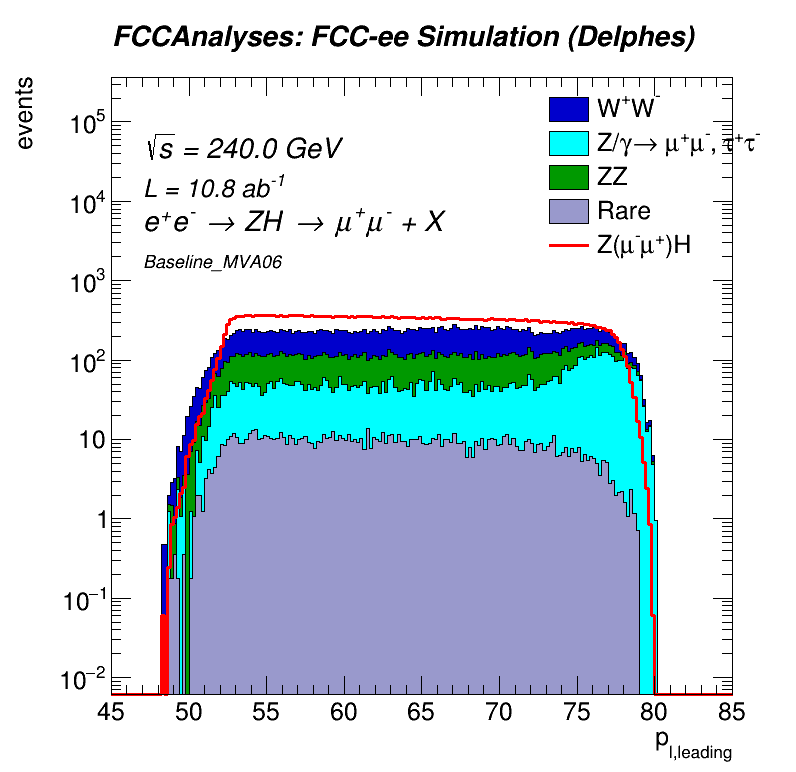 FCCAnalyses: FCC-ee Simulation (Delphes)
events
10⁵
10⁴
10³
10²
10
1
10⁻¹
10⁻²
√s = 240.0 GeV
L = 10.8 ab⁻¹
e⁺e⁻ → ZH → μ⁺μ⁻ + X
Baseline_MVA06
W⁺W⁻
Z/γ→ μ⁺μ⁻, τ⁺τ⁻
ZZ
Rare
Z(μ⁻μ⁺)H
45 50 55 60 65 70 75 80 85
p_l,leading